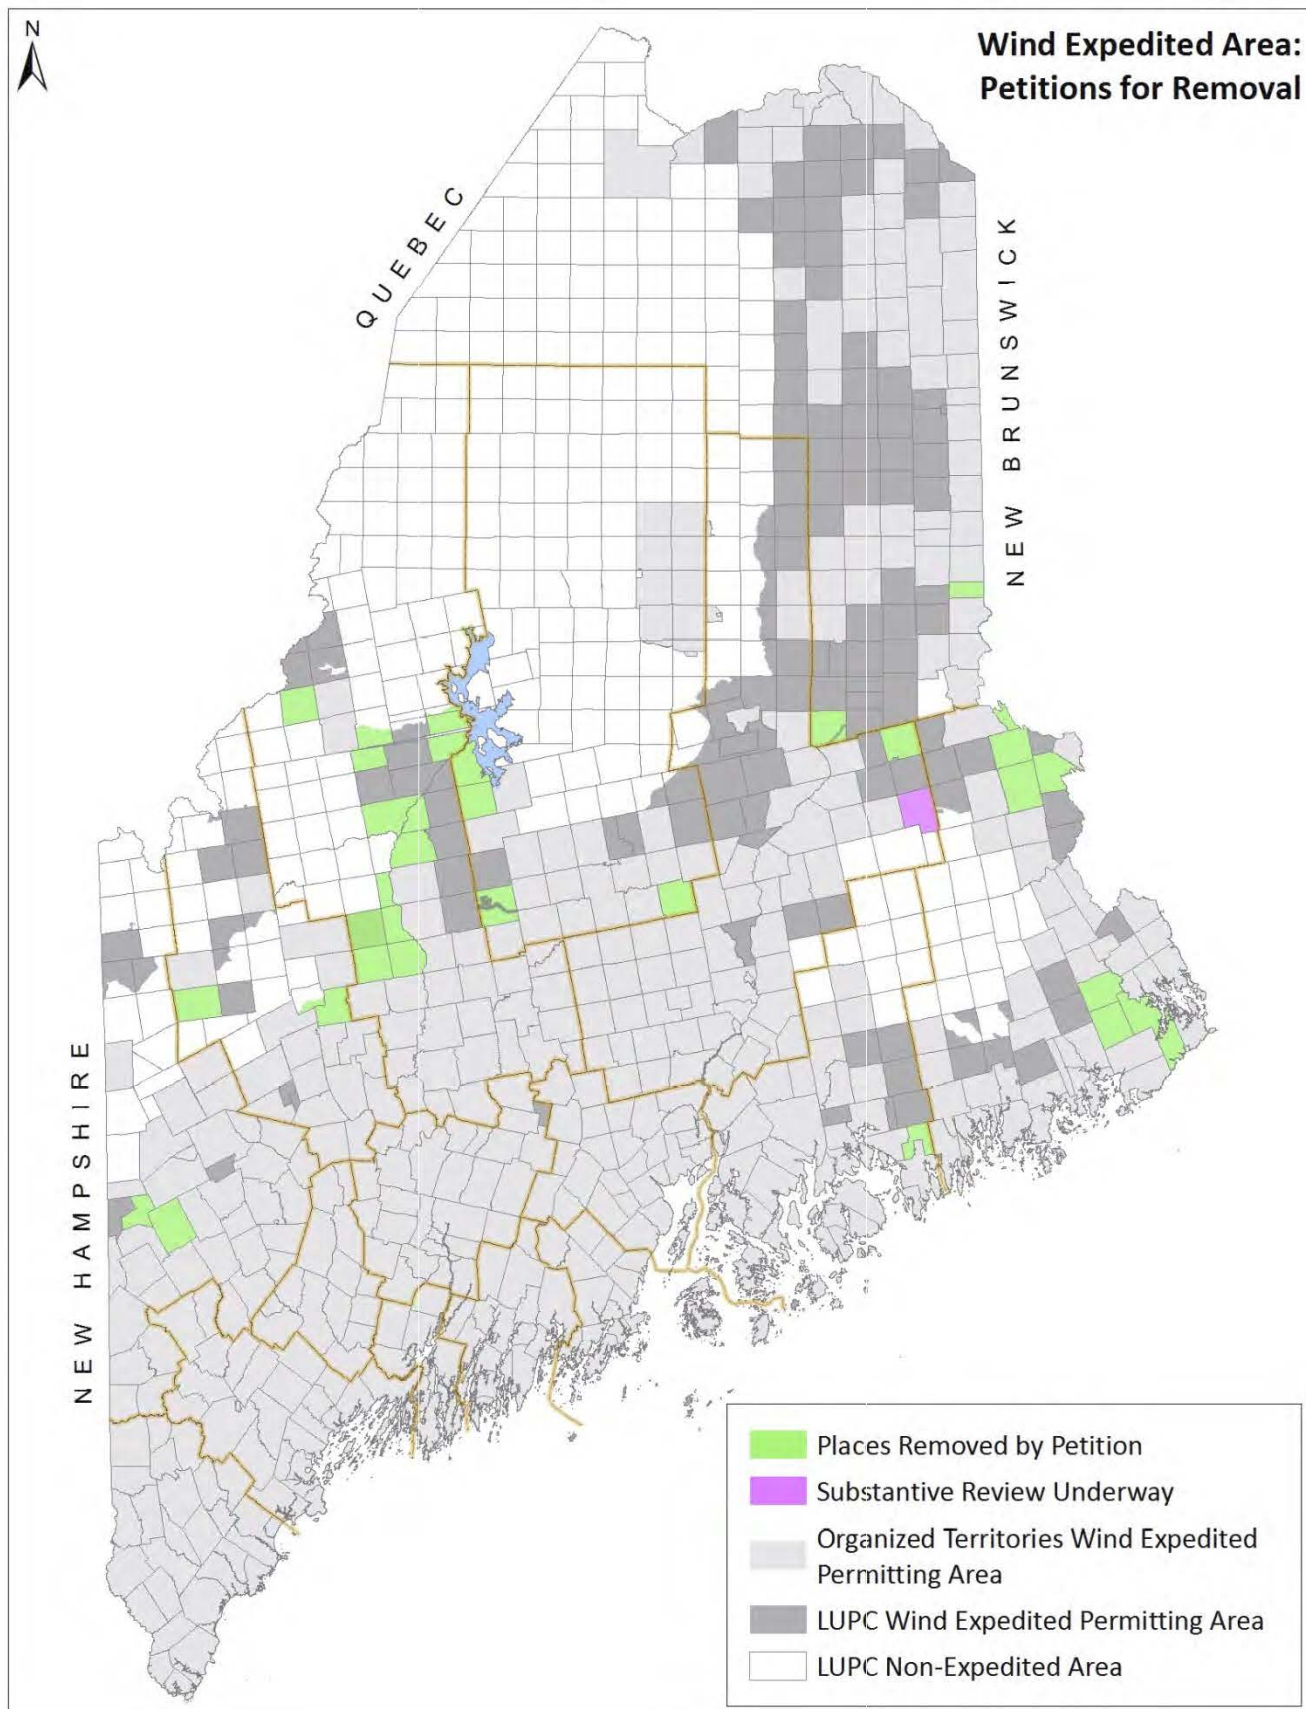 N
Wind Expedited Area:
Petitions for Removal
QUEBEC
NEW BRUNSWICK
NEW HAMPSHIRE
Places Removed by Petition
Substantive Review Underway
Organized Territories Wind Expedited
Permitting Area
LUPC Wind Expedited Permitting Area
LUPC Non-Expedited Area